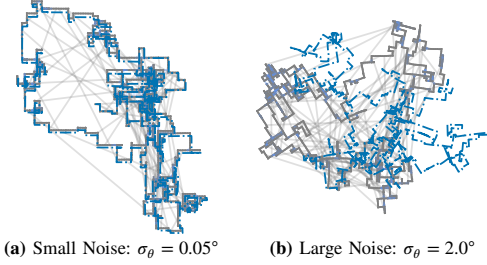 (a) Small Noise: σθ = 0.05°
(b) Large Noise: σθ = 2.0°